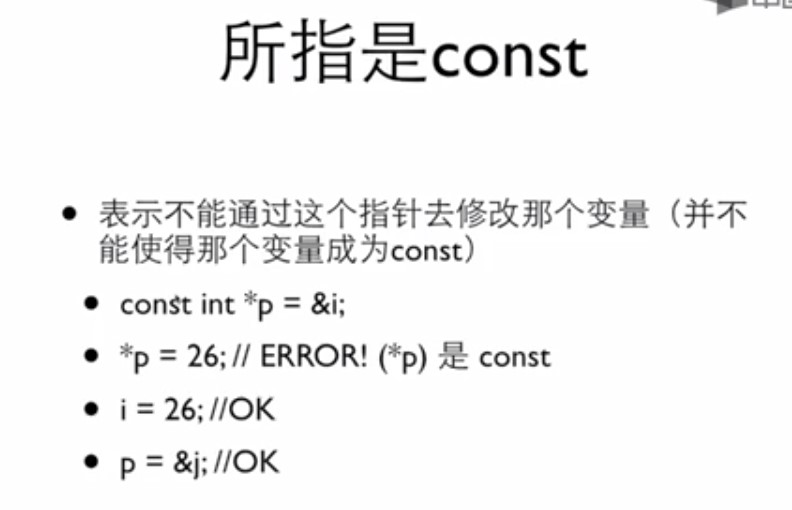 所指是const
表示不能通过这个指针去修改那个变量（并不
能使得那个变量成为const）
const int *p = &i;
*p = 26; // ERROR! (*p) 是 const
i = 26; //OK
p = &j; //OK